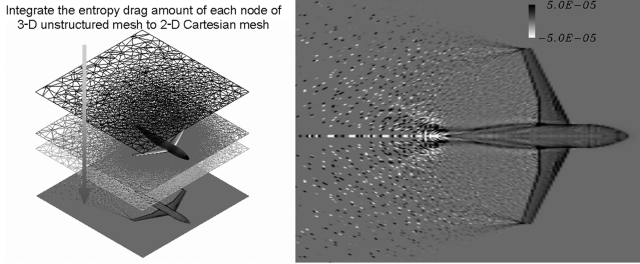 Integrate the entropy drag amount of each node of
3-D unstructured mesh to 2-D Cartesian mesh
5.0E-05
-5.0E-05